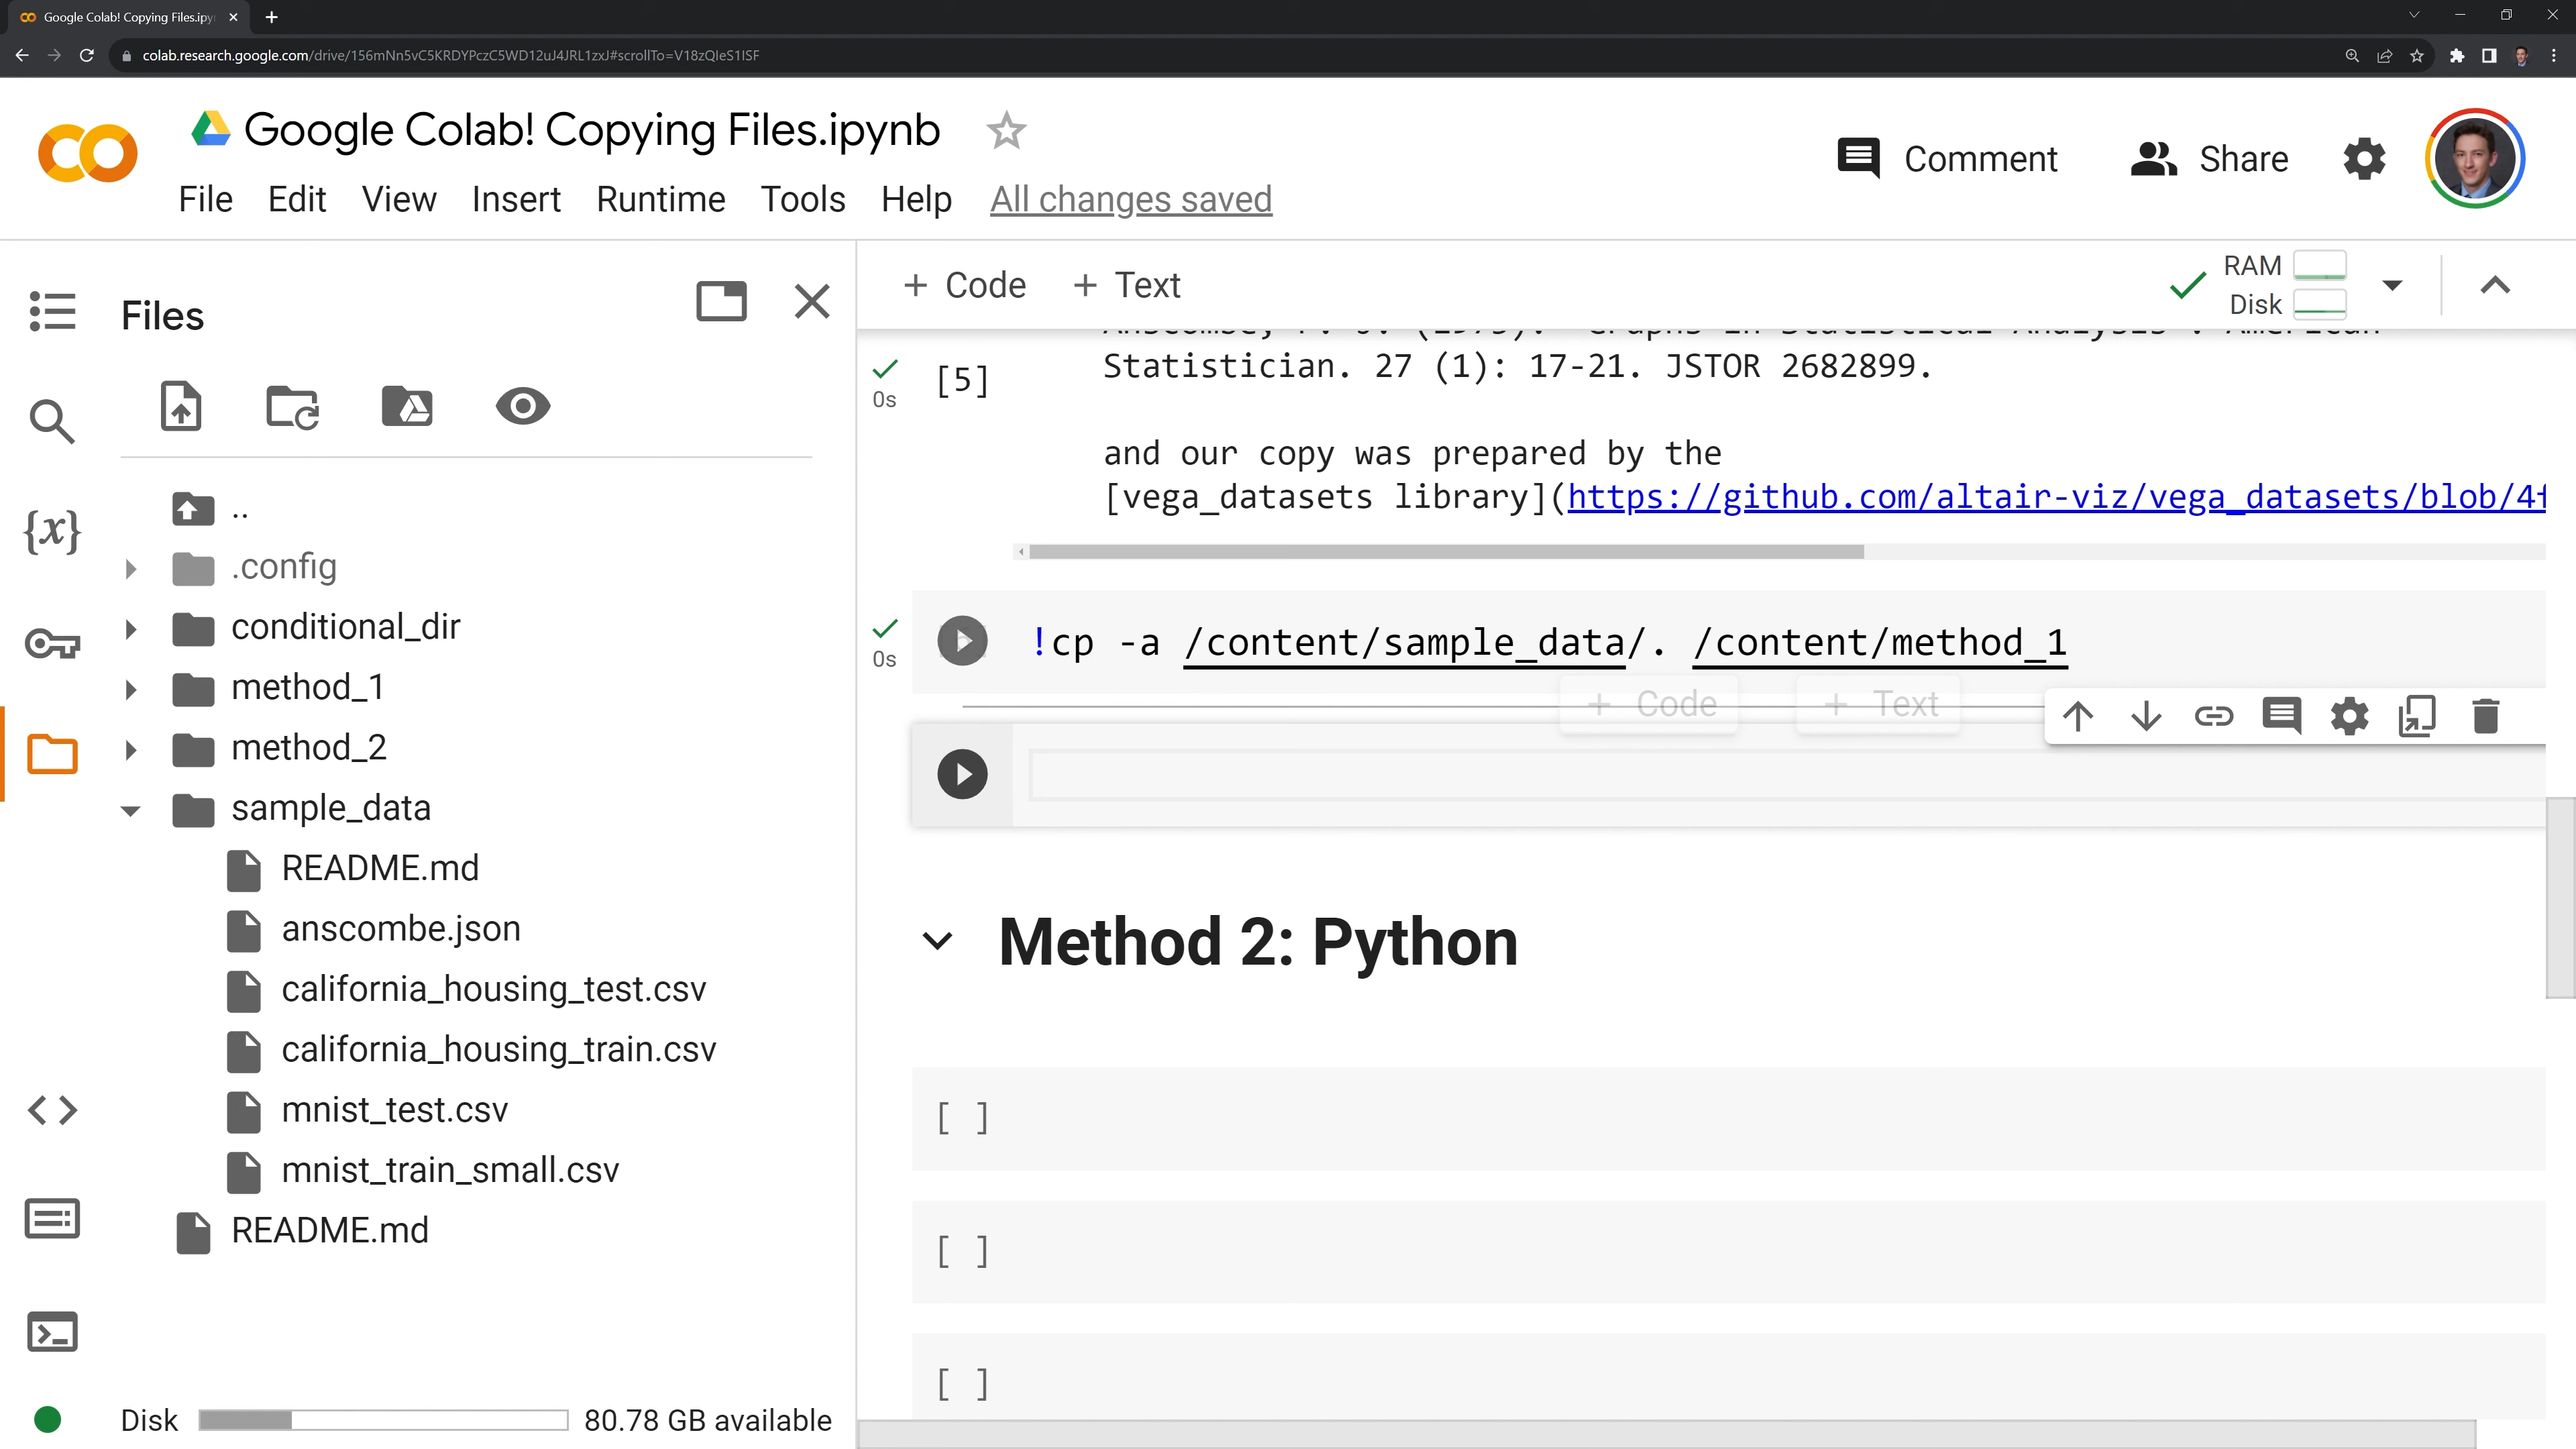 Google Colab! Copying Files.ipy
colab.research.google.com/drive/156mNn5vC5KRDYPczC5WD12uJ4JRL1zxJ#scrollTo=V18zQIeS1ISF
Google Colab! Copying Files.ipynb
File Edit View Insert Runtime Tools Help All changes saved
Comment
Share
Files
..
.config
conditional_dir
method_1
method_2
sample_data
README.md
anscombe.json
california_housing_test.csv
california_housing_train.csv
mnist_test.csv
mnist_train_small.csv
README.md
Disk 80.78 GB available
+ Code + Text
RAM
Disk
0s
[5]
Statistician. 27 (1): 17-21. JSTOR 2682899.
and our copy was prepared by the
[vega_datasets library](https://github.com/altair-viz/vega_datasets/blob/4f
0s
!cp -a /content/sample_data/. /content/method_1
+ Code + Text
Method 2: Python
[ ]
[ ]
[ ]